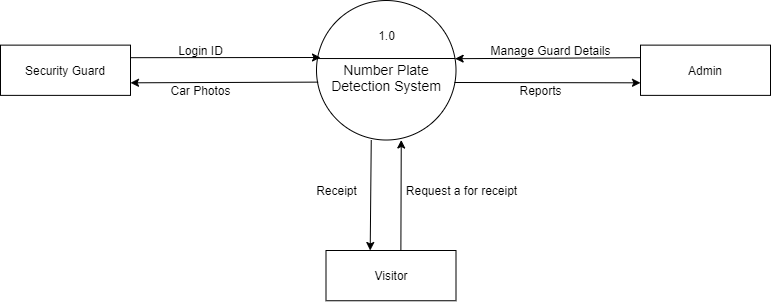 1.0
Login ID
Manage Guard Details
Security Guard
Number Plate
Detection System
Admin
Car Photos
Reports
Receipt
Request a for receipt
Visitor